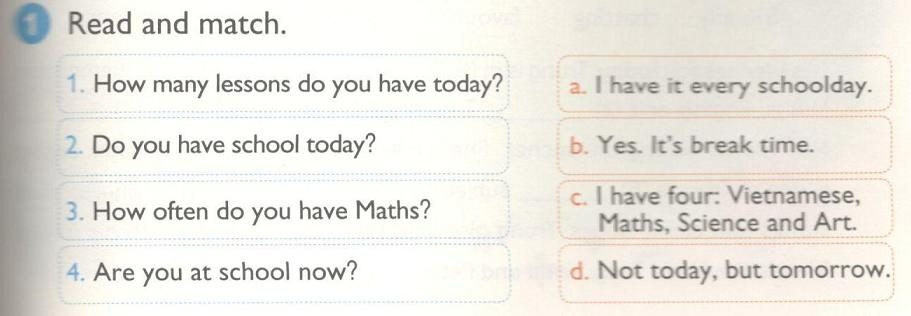 1 Read and match.
1. How many lessons do you have today?
a. I have it every schoolday.
2. Do you have school today?
b. Yes. It's break time.
3. How often do you have Maths?
c. I have four: Vietnamese,
Maths, Science and Art.
4. Are you at school now?
d. Not today, but tomorrow.